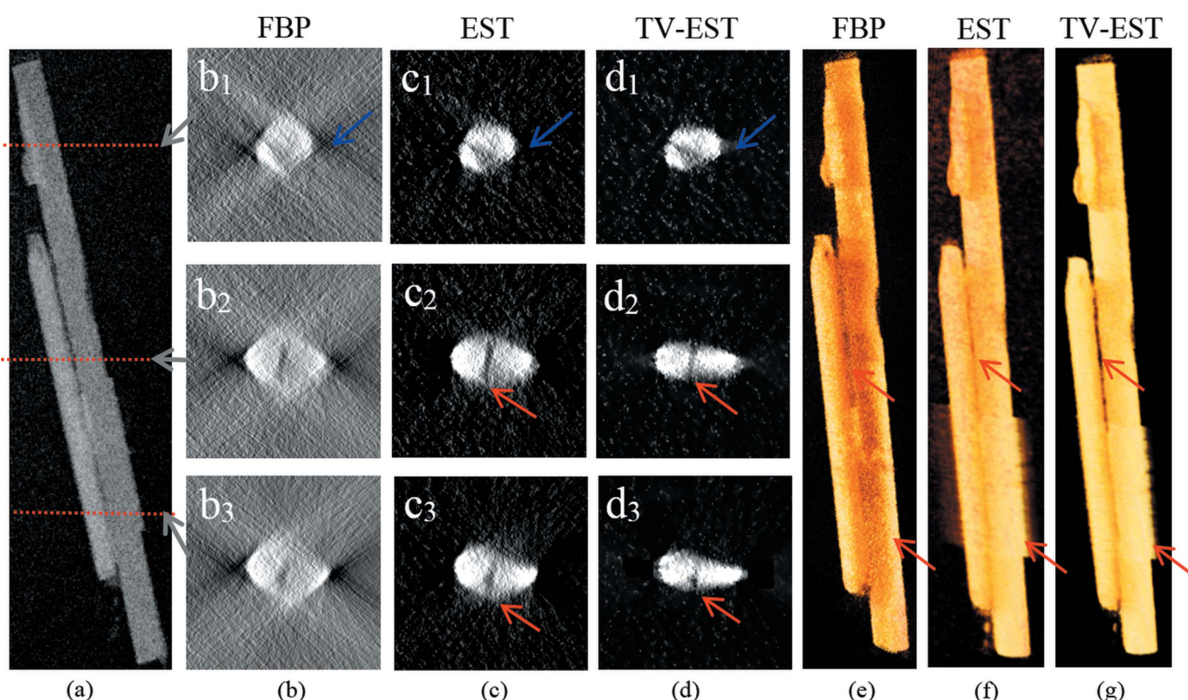 FBP EST TV-EST FBP EST TV-EST
b₁ c₁ d₁
b₂ c₂ d₂
b₃ c₃ d₃
(a) (b) (c) (d) (e) (f) (g)